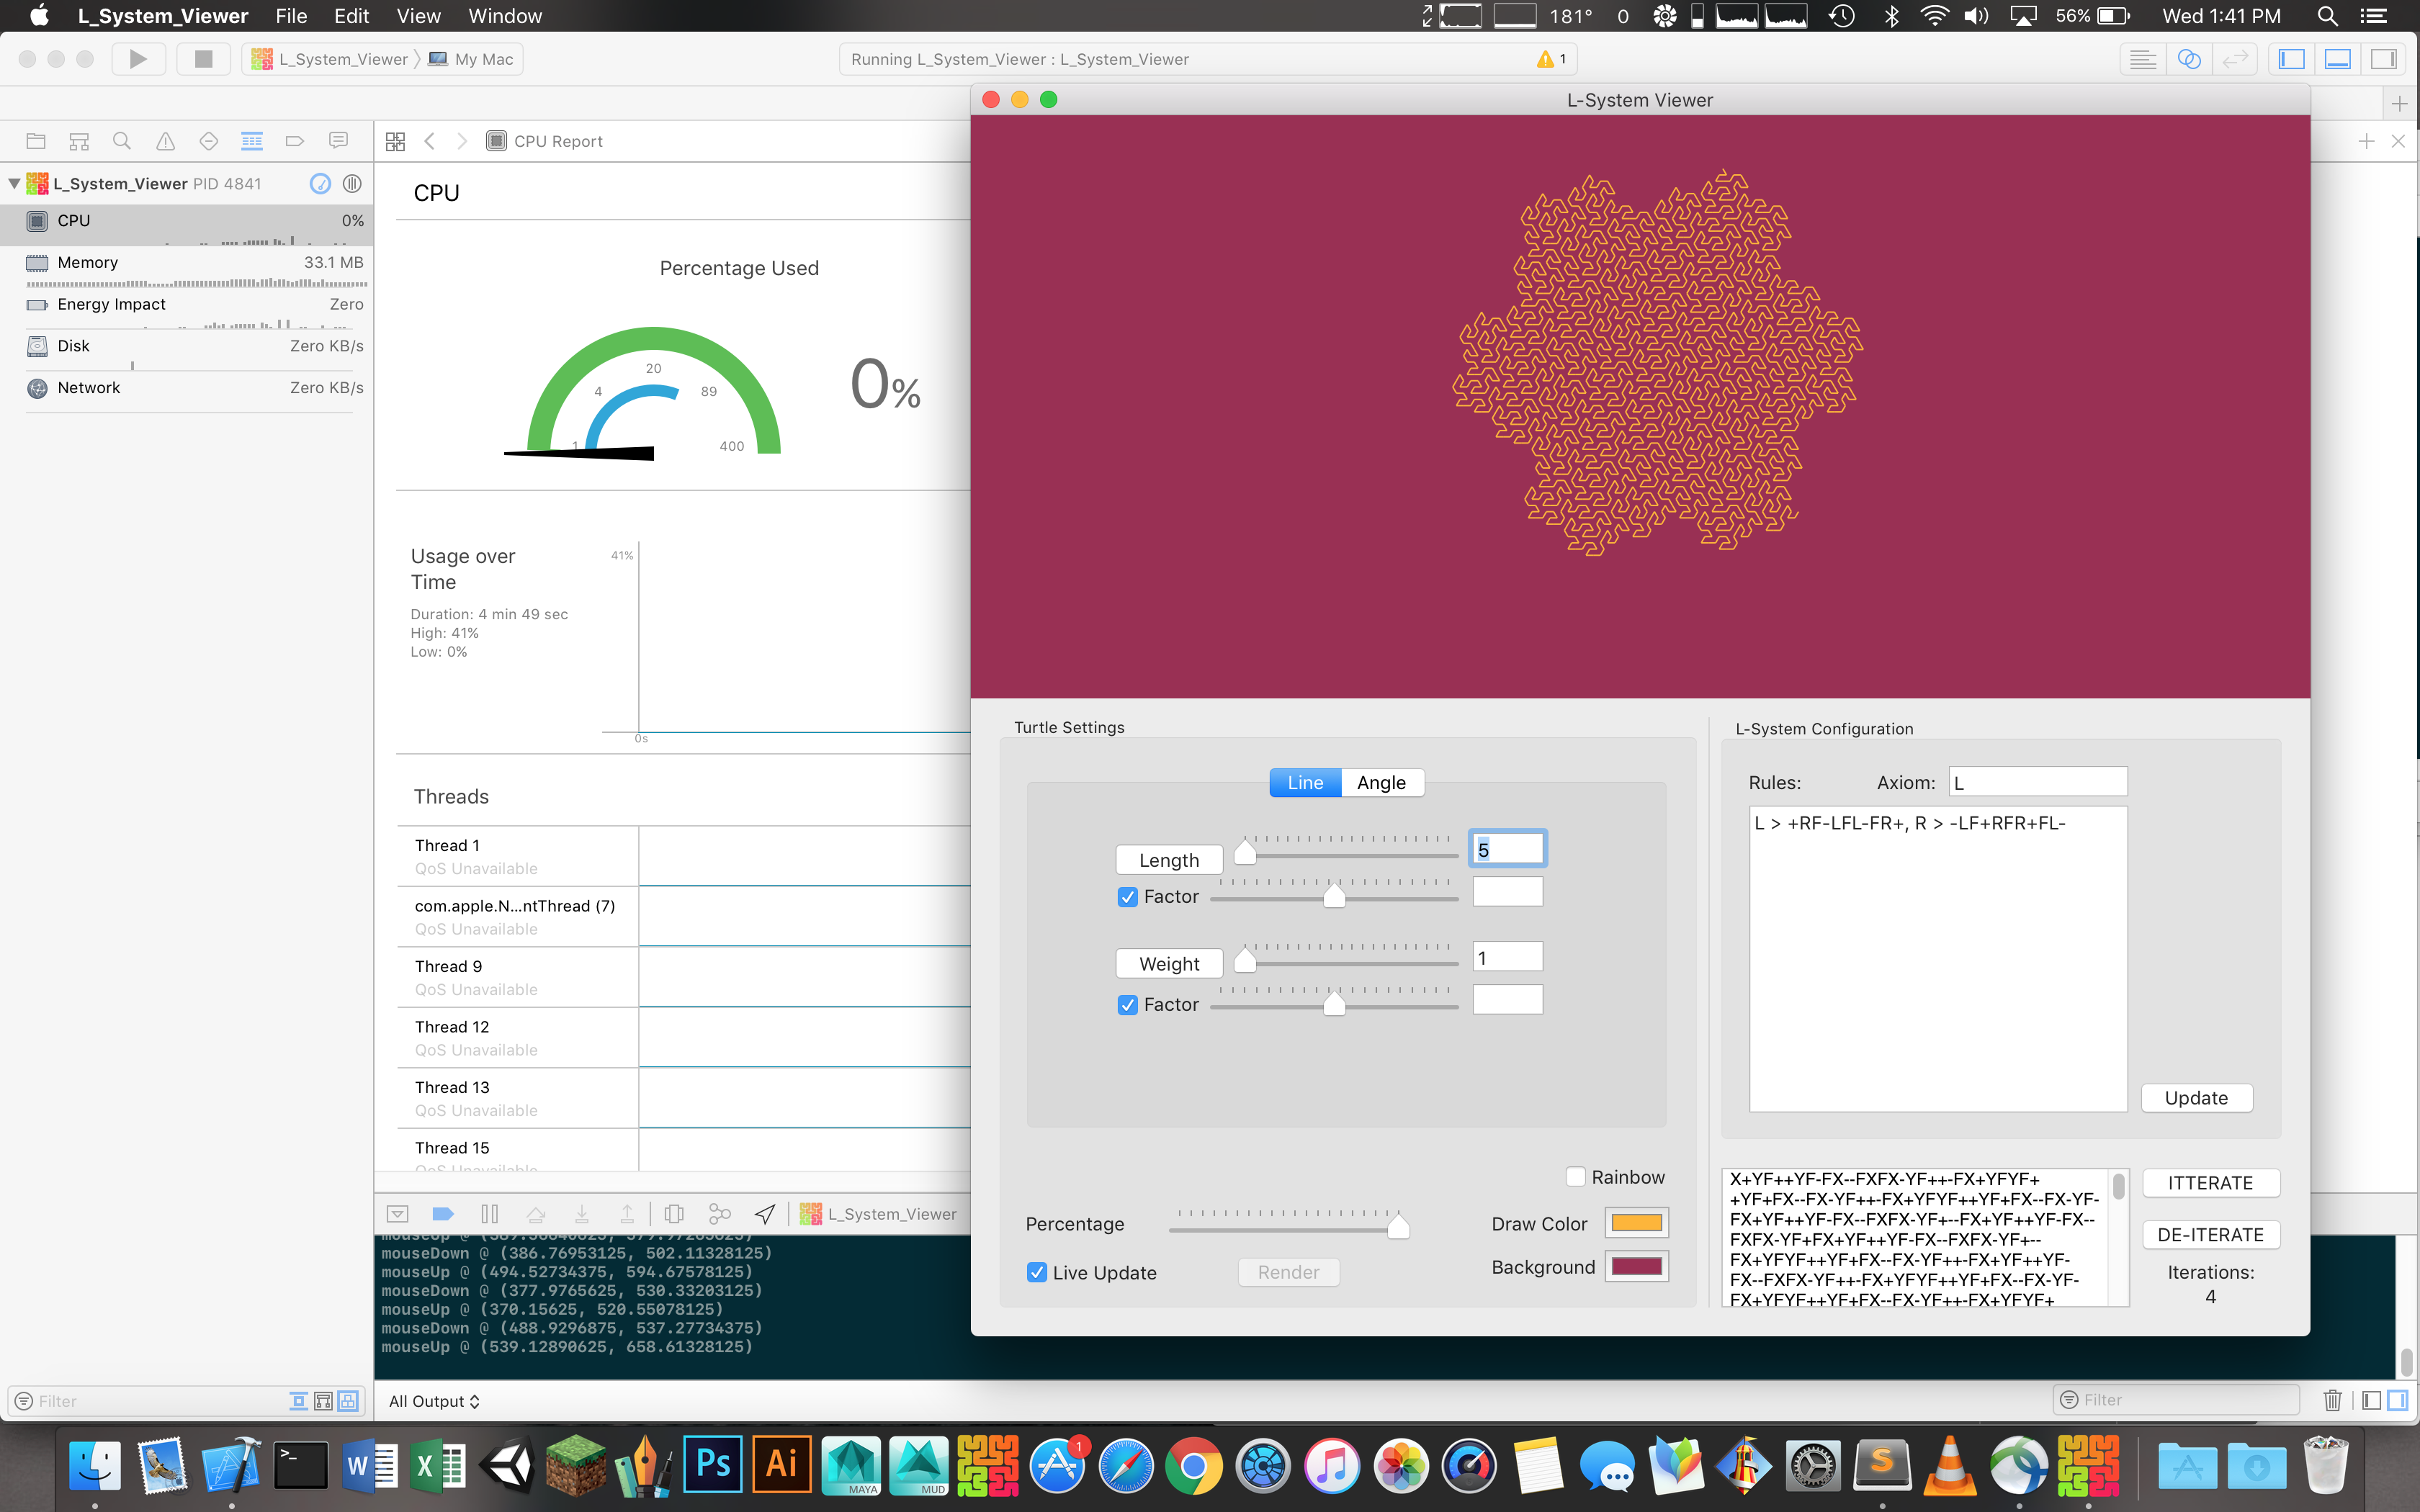 L_System_Viewer File Edit View Window 181° 0 56% Wed 1:41 PM
L_System_Viewer My Mac
Running L_System_Viewer : L_System_Viewer 1
L-System Viewer
CPU Report
L_System_Viewer PID 4841
CPU 0%
Memory 33.1 MB
Energy Impact Zero
Disk Zero KB/s
Network Zero KB/s
Filter
CPU
Percentage Used
1
4
20
89
400
0%
Usage over
Time
Duration: 4 min 49 sec
High: 41%
Low: 0%
41%
0s
Threads
Thread 1
QoS Unavailable
com.apple.N...ntThread (7)
QoS Unavailable
Thread 9
QoS Unavailable
Thread 12
QoS Unavailable
Thread 13
QoS Unavailable
Thread 15
QoS Unavailable
L_System_Viewer
mouseDown @ (386.76953125, 502.11328125)
mouseUp @ (494.52734375, 594.67578125)
mouseDown @ (377.9765625, 530.33203125)
mouseUp @ (370.15625, 520.55078125)
mouseDown @ (488.9296875, 537.27734375)
mouseUp @ (539.12890625, 658.61328125)
All Output
Filter
Turtle Settings
Line Angle
Length 5
Factor
Weight 1
Factor
Rainbow
Percentage
Draw Color
Live Update
Render
Background
L-System Configuration
Rules: Axiom: L
L > +RF-LFL-FR+, R > -LF+RFR+FL-
Update
X+YF++YF-FX--FXFX-YF++-FX+YFYF+
+YF+FX--FX-YF++-FX+YFYF++YF+FX--FX-YF-
FX+YF++YF-FX--FXFX-YF+--FX+YF++YF-FX--
FXFX-YF+FX+YF++YF-FX--FXFX-YF+--
FX+YFYF++YF+FX--FX-YF++-FX+YF++YF-
FX--FXFX-YF++-FX+YFYF++YF+FX--FX-YF-
FX+YFYF++YF+FX--FX-YF++-FX+YFYF+
ITTERATE
DE-ITERATE
Iterations:
4
W X Ps Ai MAYA MUD 1 S